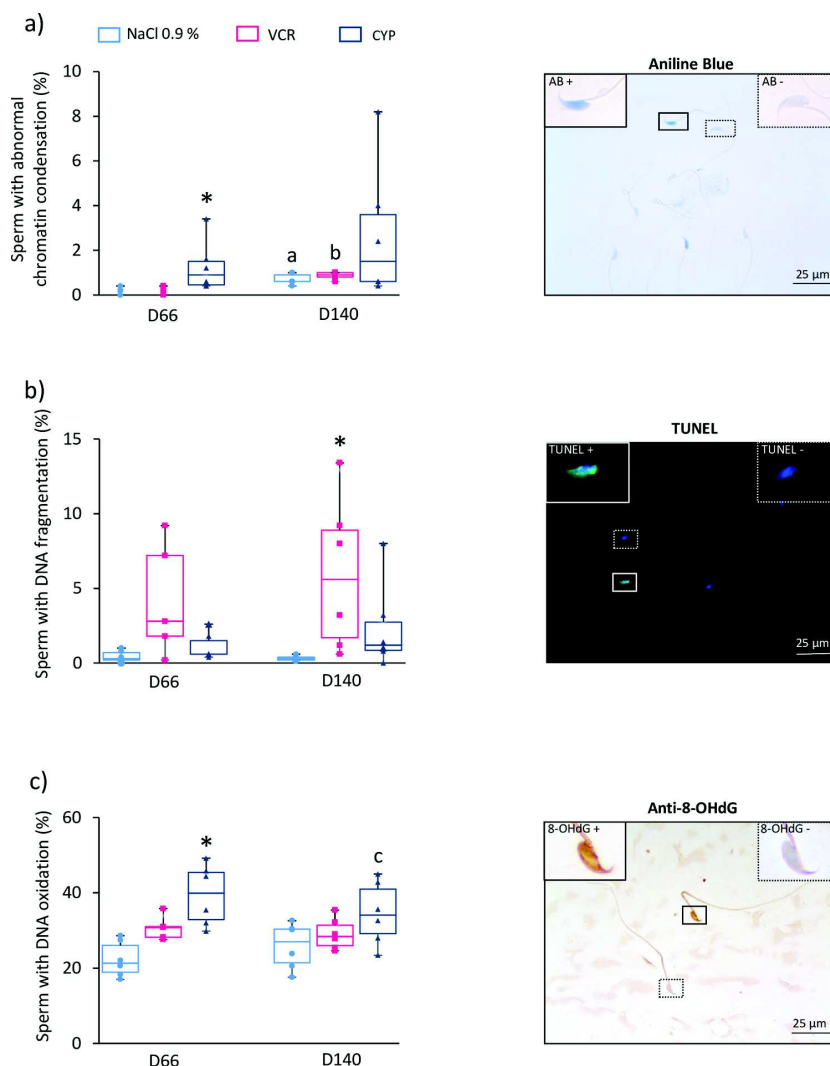 a)
NaCl 0.9 % VCR CYP
Sperm with abnormal
chromatin condensation (%)
10
8
6
4
2
0
*
a b
D66 D140
Aniline Blue
AB + AB -
25 µm
b)
Sperm with DNA fragmentation (%)
15
10
5
0
*
D66 D140
TUNEL
TUNEL + TUNEL -
25 µm
c)
Sperm with DNA oxidation (%)
60
40
20
0
*
c
D66 D140
Anti-8-OHdG
8-OHdG + 8-OHdG -
25 µm